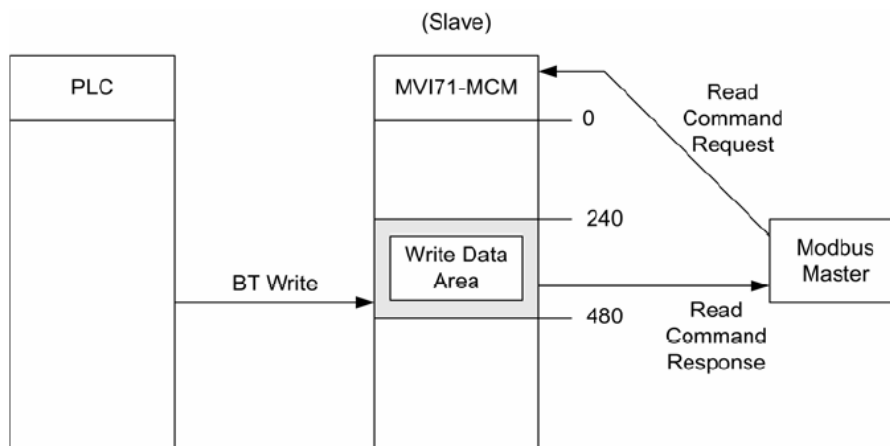 (Slave)
PLC
MVI71-MCM
0
Read
Command
Request
240
Write Data
Area
Modbus
Master
BT Write
480
Read
Command
Response